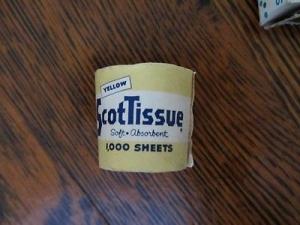 YELLOW
ScotTissue
Soft • Absorbent
1,000 SHEETS